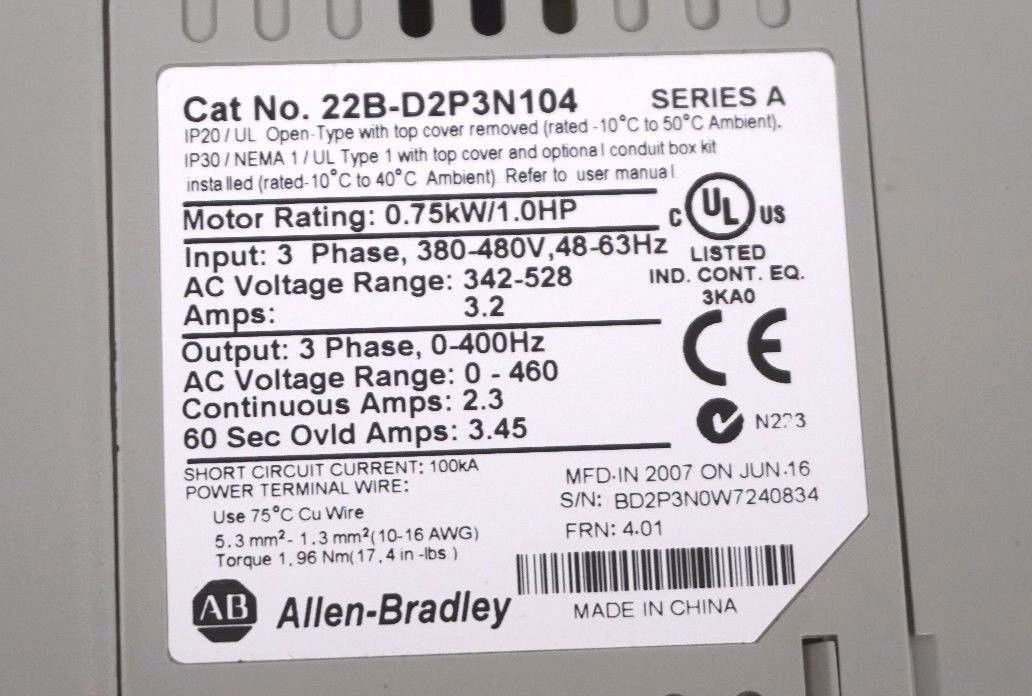 Cat No. 22B-D2P3N104 SERIES A
IP20 / UL Open-Type with top cover removed (rated -10°C to 50°C Ambient).
IP30 / NEMA 1 / UL Type 1 with top cover and optional conduit box kit
installed (rated-10°C to 40°C Ambient). Refer to user manual
Motor Rating: 0.75kW/1.0HP
C UL US
LISTED
IND. CONT. EQ.
3KA0
Input: 3 Phase, 380-480V,48-63Hz
AC Voltage Range: 342-528
Amps: 3.2
CE
Output: 3 Phase, 0-400Hz
AC Voltage Range: 0 - 460
Continuous Amps: 2.3
60 Sec Ovld Amps: 3.45
SHORT CIRCUIT CURRENT: 100kA
POWER TERMINAL WIRE:
Use 75°C Cu Wire
5.3 mm²- 1.3 mm²(10-16 AWG)
Torque 1.96 Nm(17.4 in -lbs )
MFD.IN 2007 ON JUN.16
S/N: BD2P3N0W7240834
FRN: 4.01
AB Allen-Bradley
MADE IN CHINA